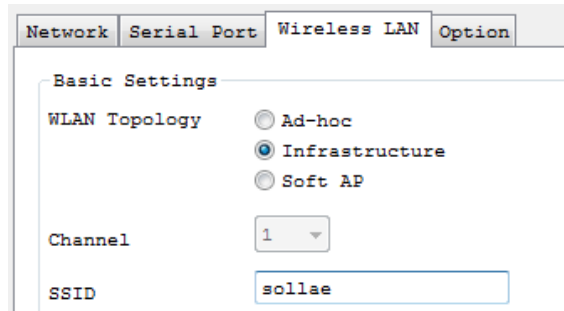 Network Serial Port Wireless LAN Option
Basic Settings
WLAN Topology Ad-hoc
Infrastructure
Soft AP
Channel 1
SSID sollae